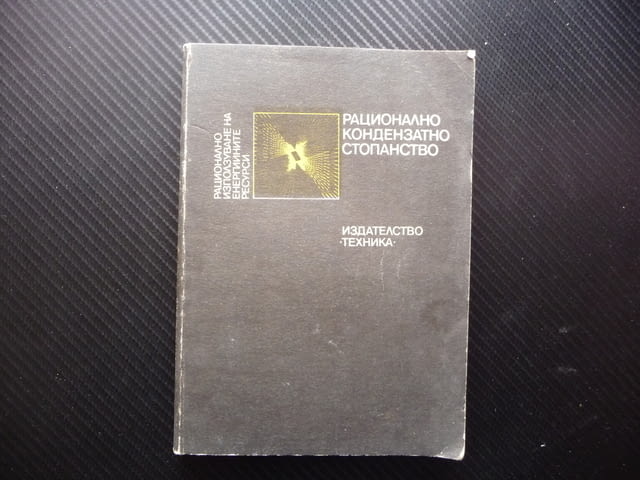 РАЦИОНАЛНО
ИЗПОЛЗУВАНЕ НА
ЕНЕРГИЙНИТЕ
РЕСУРСИ
РАЦИОНАЛНО
КОНДЕНЗАТНО
СТОПАНСТВО
ИЗДАТЕЛСТВО
·ТЕХНИКА·